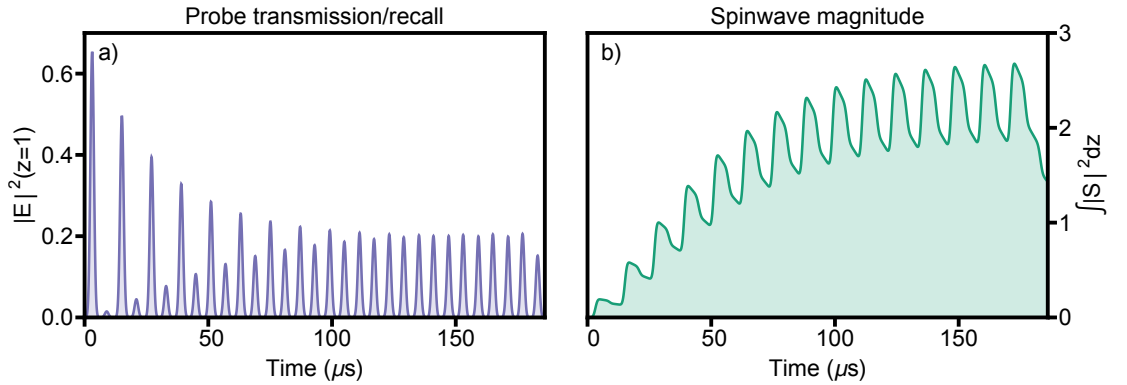 Probe transmission/recall
Spinwave magnitude
a)
b)
|E|²(z=1)
0.6
0.4
0.2
0.0
0 50 100 150
Time (μs)
3
2
1
0
∫|S|²dz
0 50 100 150
Time (μs)